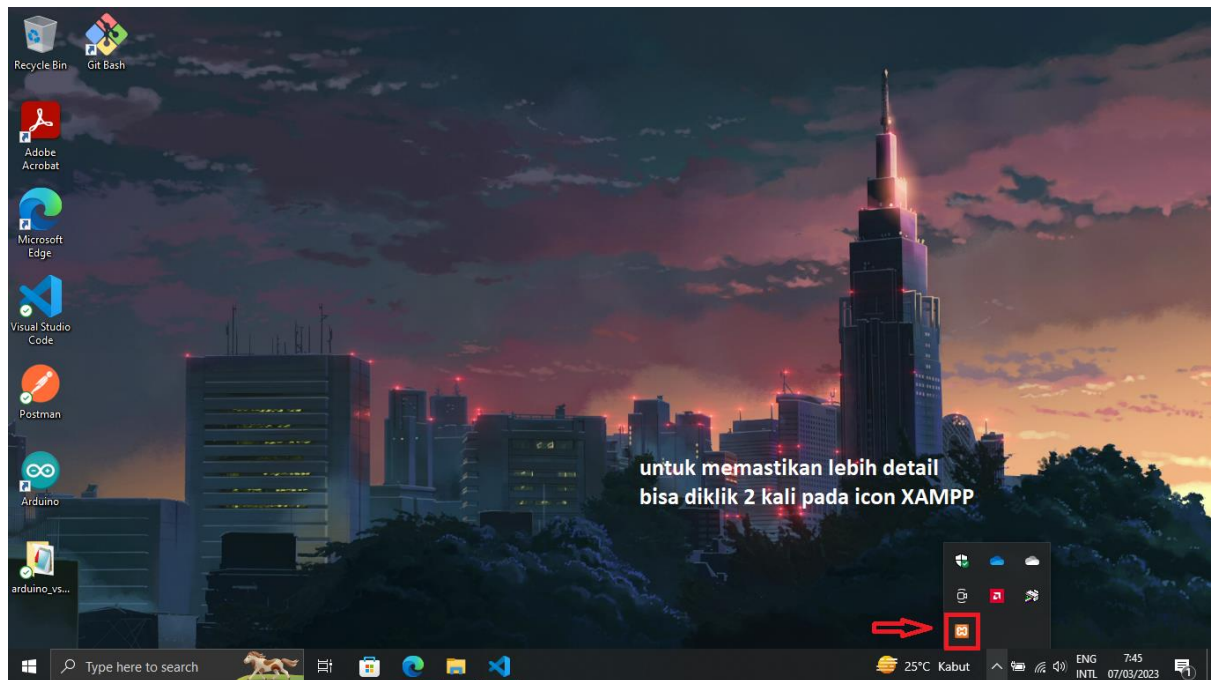 Recycle Bin
Git Bash
Adobe
Acrobat
Microsoft
Edge
Visual Studio
Code
Postman
Arduino
arduino_vs...
untuk memastikan lebih detail
bisa diklik 2 kali pada icon XAMPP
Type here to search
25°C Kabut
ENG
INTL
7:45
07/03/2023
1